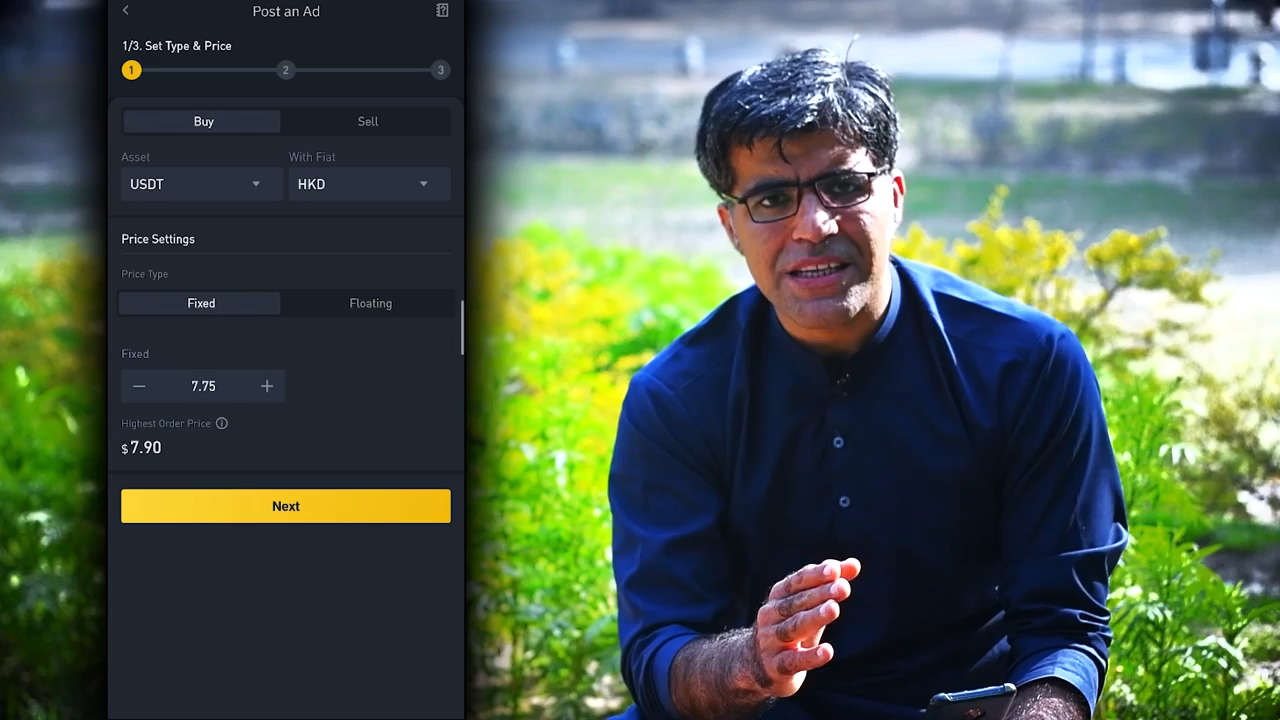 Post an Ad
1/3. Set Type & Price
1 2 3
Buy Sell
Asset With Fiat
USDT HKD
Price Settings
Price Type
Fixed Floating
Fixed
— 7.75 +
Highest Order Price
$7.90
Next